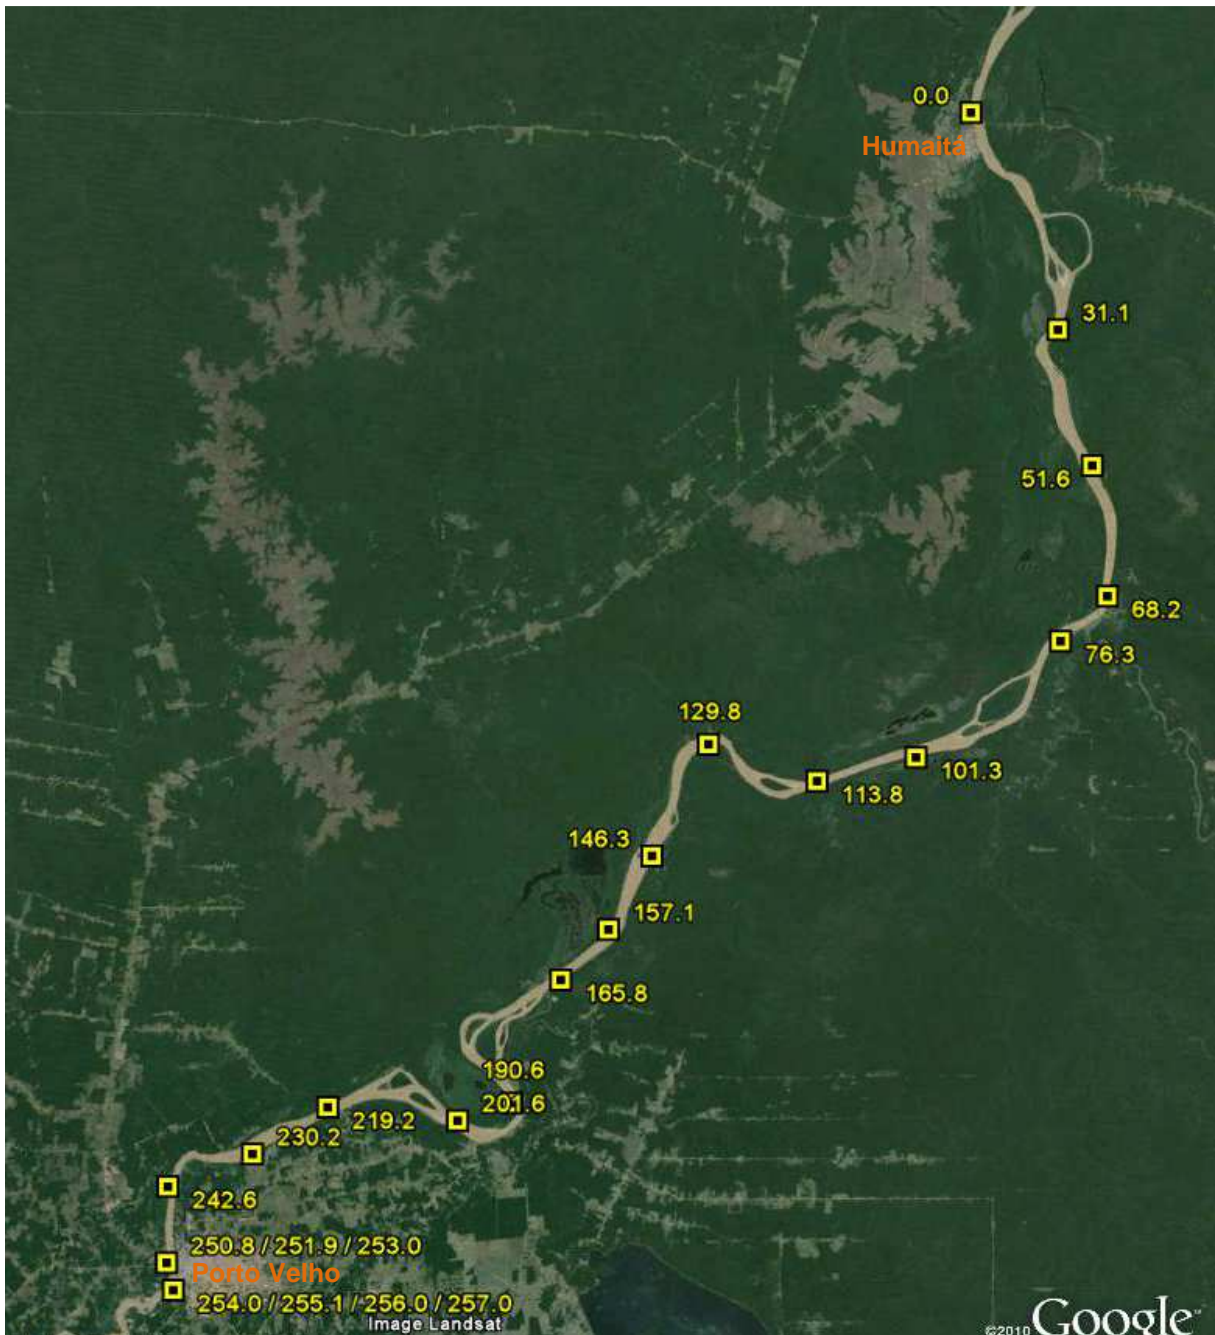 0.0
Humaitá
31.1
51.6
68.2
76.3
129.8
101.3
113.8
146.3
157.1
165.8
190.6
201.6
219.2
230.2
242.6
250.8 / 251.9 / 253.0
Porto Velho
254.0 / 255.1 / 256.0 / 257.0
Image Landsat
©2010 Google™